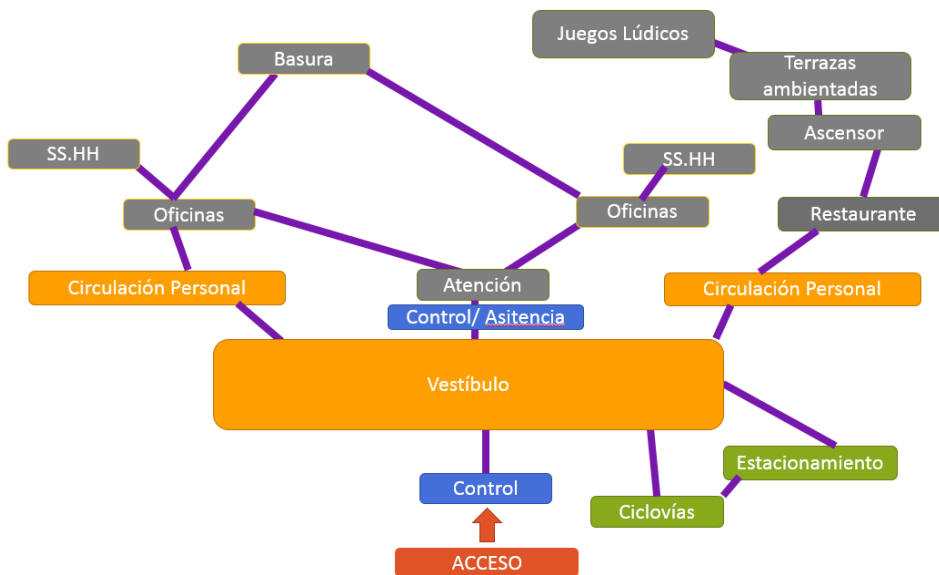 Juegos Lúdicos
Basura
Terrazas
ambientadas
Ascensor
SS.HH
SS.HH
Oficinas
Oficinas
Restaurante
Circulación Personal
Atención
Circulación Personal
Control/ Asitencia
Vestíbulo
Estacionamiento
Control
Ciclovías
ACCESO